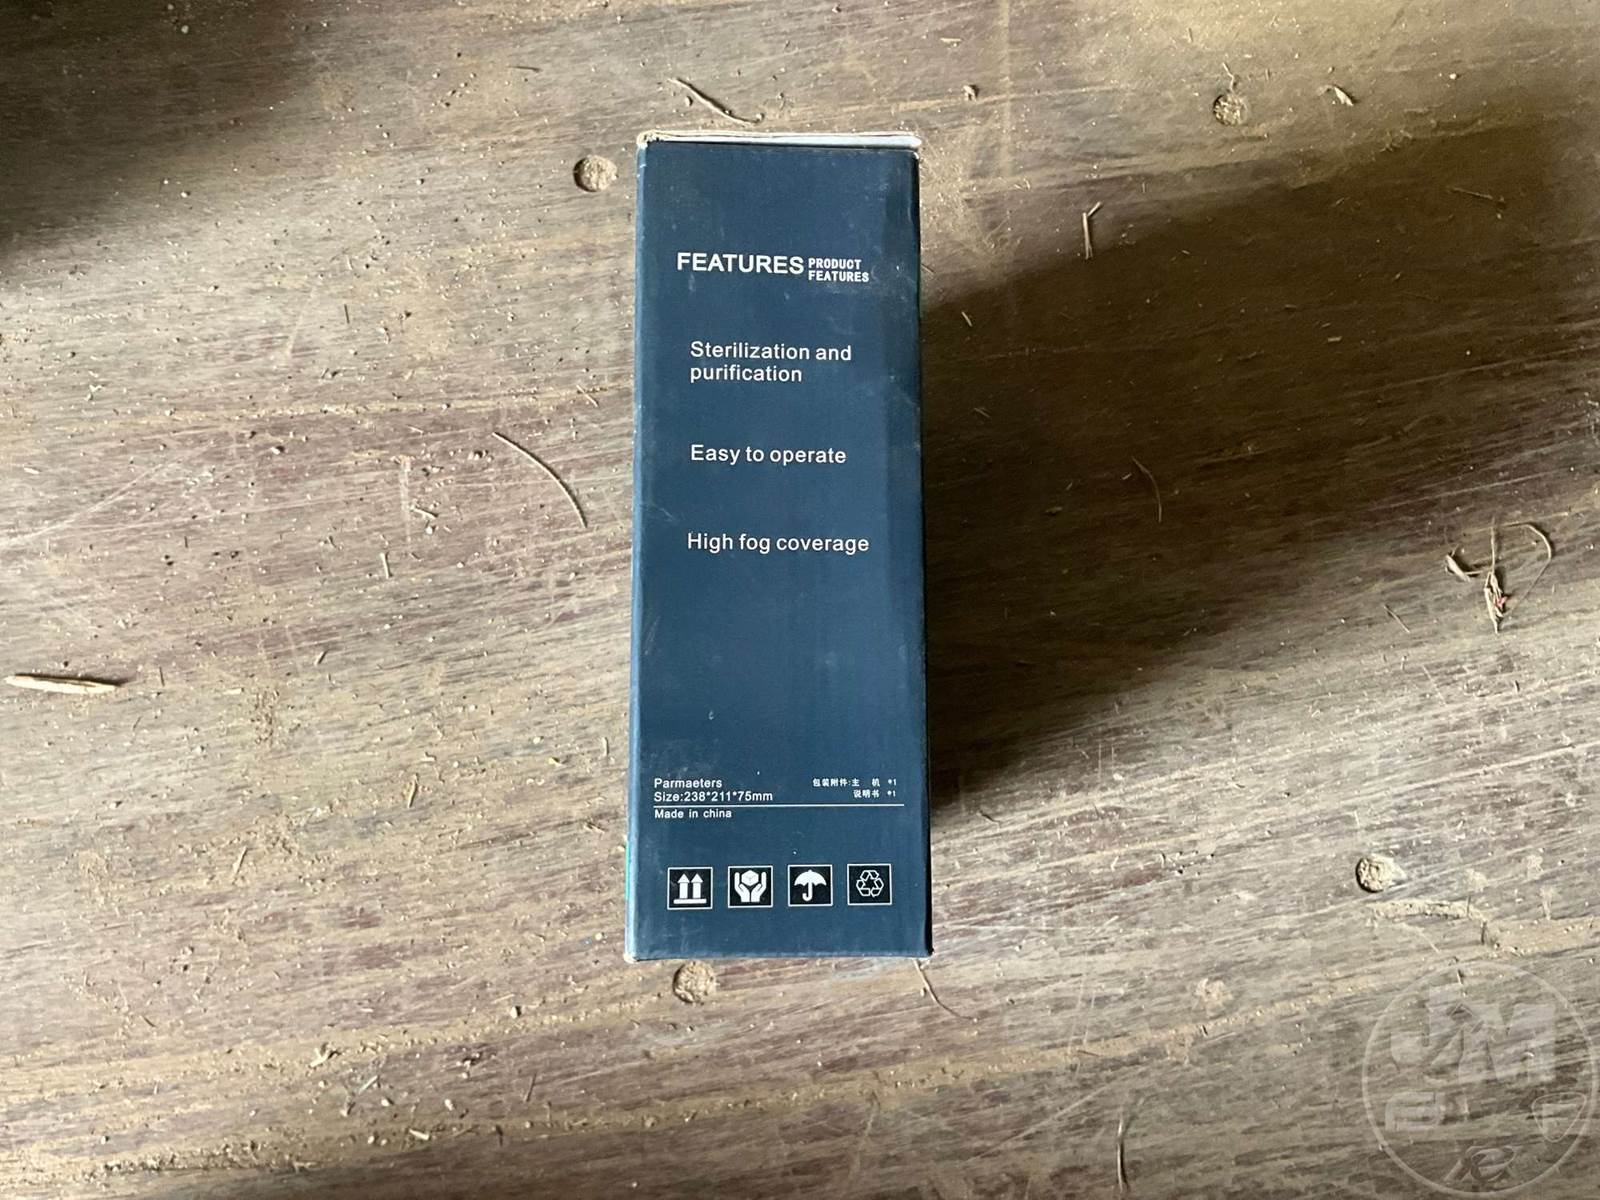 FEATURES PRODUCT
FEATURES
Sterilization and
purification
Easy to operate
High fog coverage
Parmaeters
Size:238*211*75mm
包装附件:主 机 *1
说明书 *1
Made in china
JM